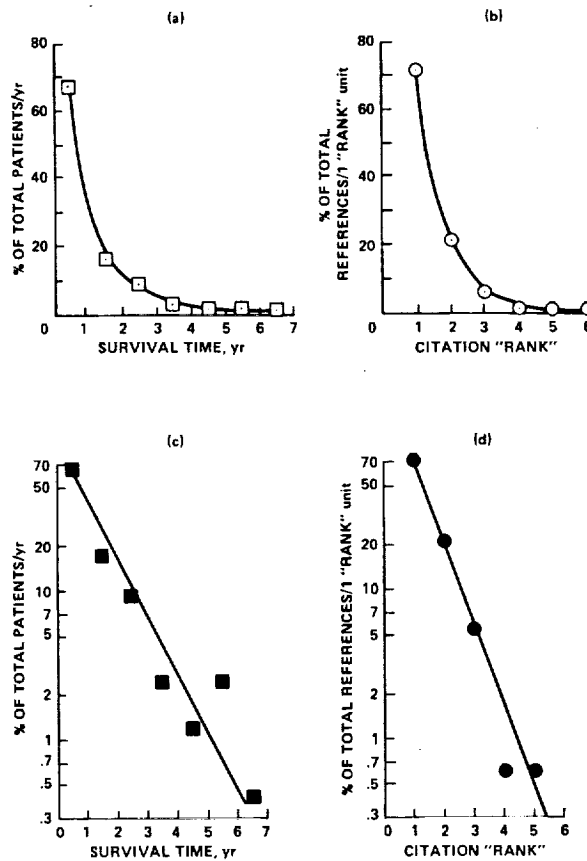 (a)
% OF TOTAL PATIENTS/yr
80
60
40
20
0 1 2 3 4 5 6 7
SURVIVAL TIME, yr
(b)
% OF TOTAL
REFERENCES/1 "RANK" unit
80
60
40
20
0 1 2 3 4 5 6
CITATION "RANK"
(c)
% OF TOTAL PATIENTS/yr
70
50
20
10
.7
5
2
1
.7
.5
.3
0 1 2 3 4 5 6 7
SURVIVAL TIME, yr
(d)
% OF TOTAL REFERENCES/1 "RANK" unit
70
50
20
10
7
5
2
1
.7
.5
.3
0 1 2 3 4 5 6
CITATION "RANK"